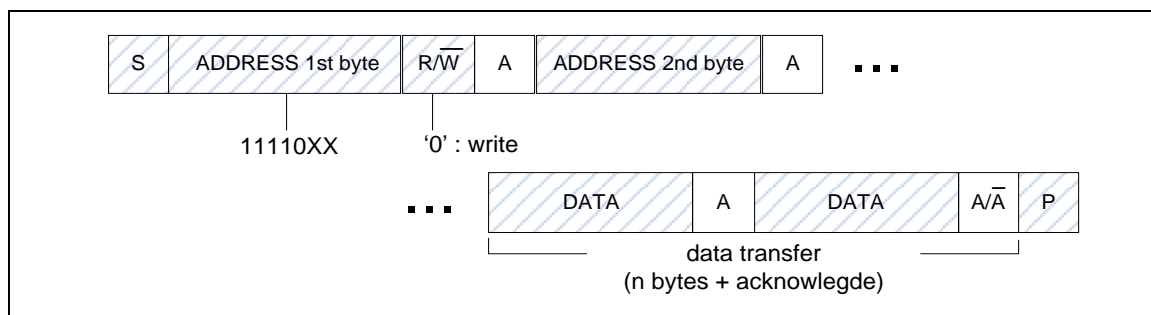 S ADDRESS 1st byte R/W̅ A ADDRESS 2nd byte A ...
11110XX '0' : write
... DATA A DATA A/A̅ P
data transfer
(n bytes + acknowlegde)